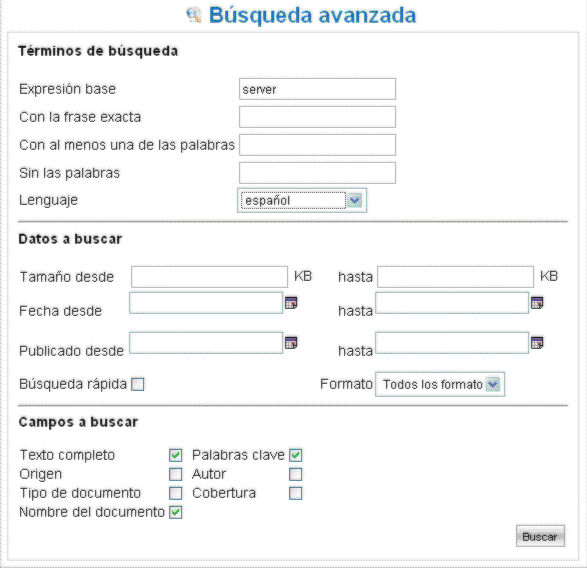 Búsqueda avanzada
Términos de búsqueda
Expresión base server
Con la frase exacta
Con al menos una de las palabras
Sin las palabras
Lenguaje español
Datos a buscar
Tamaño desde KB hasta KB
Fecha desde hasta
Publicado desde hasta
Búsqueda rápida Formato Todos los formato
Campos a buscar
Texto completo Palabras clave
Origen Autor
Tipo de documento Cobertura
Nombre del documento
Buscar